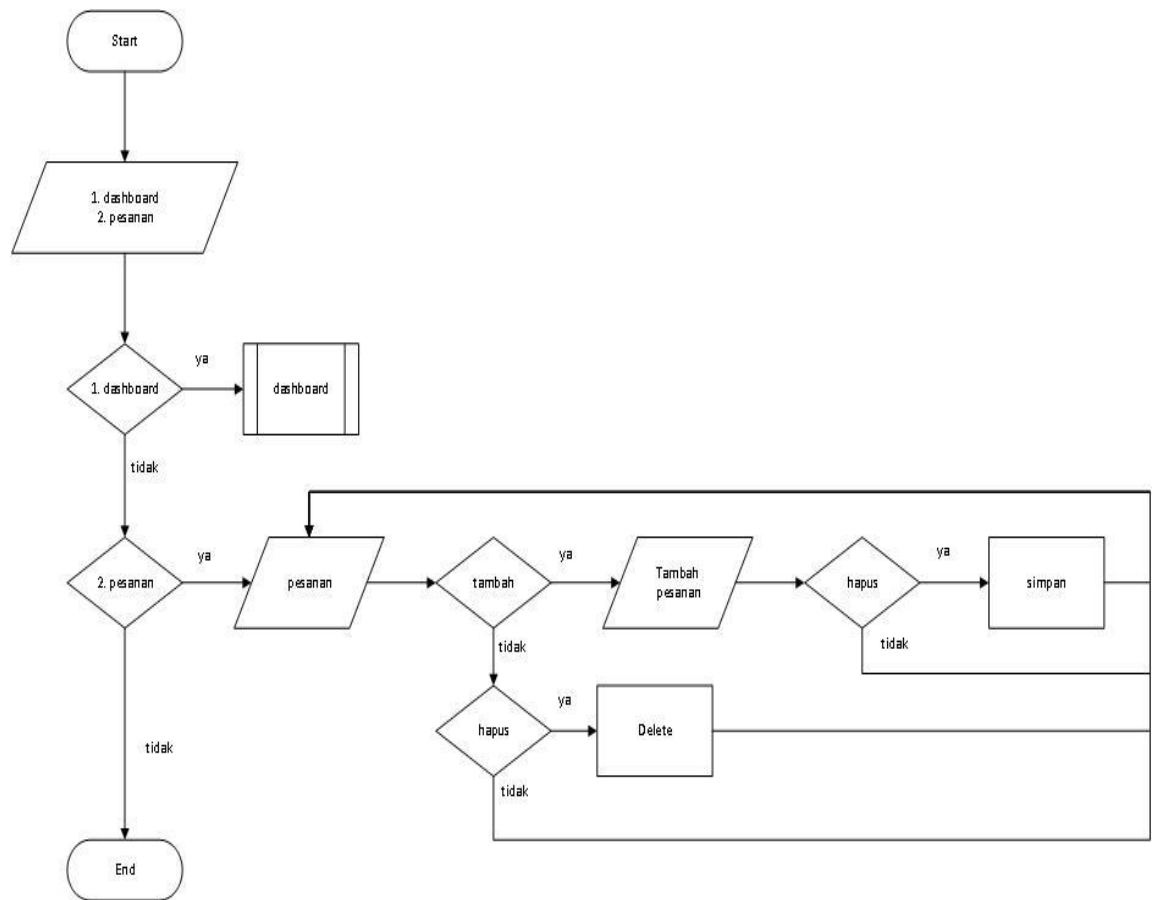 Start
1. dashboard
2. pesanan
1. dashboard
ya
dashboard
tidak
2. pesanan
ya
pesanan
tambah
ya
Tambah
pesanan
hapus
ya
simpan
tidak
tidak
hapus
ya
Delete
tidak
tidak
End